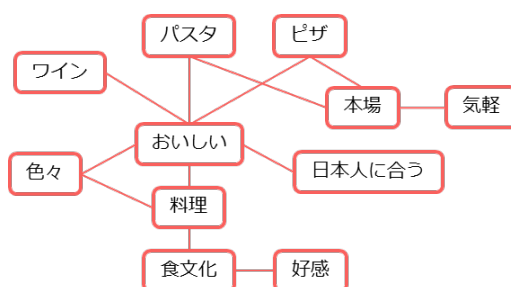 パスタ
ピザ
ワイン
本場
気軽
おいしい
色々
日本人に合う
料理
食文化
好感